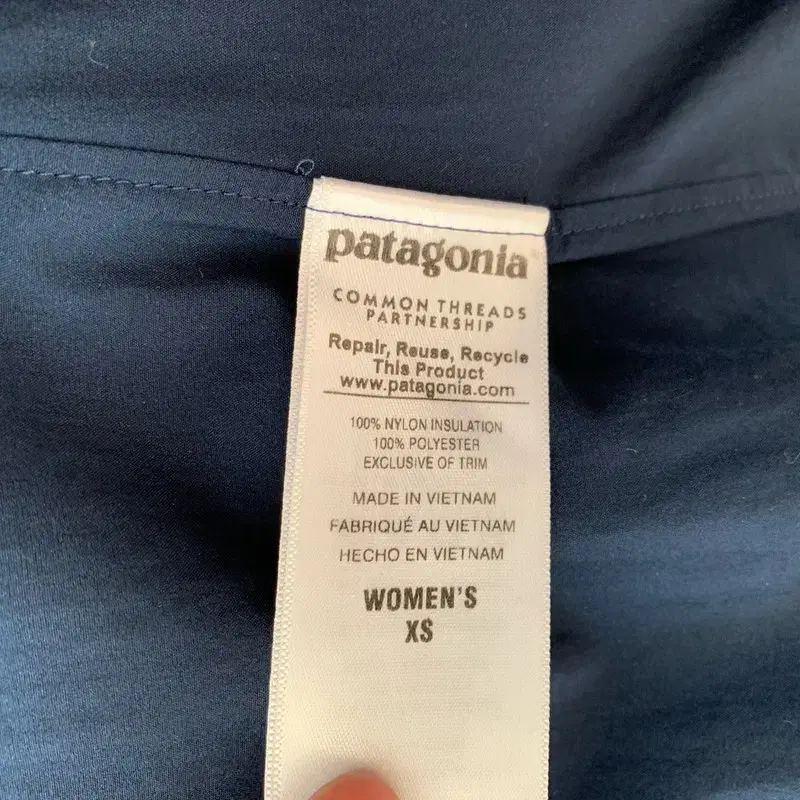 patagonia
COMMON THREADS
PARTNERSHIP
Repair, Reuse, Recycle
This Product
www.patagonia.com
100% NYLON INSULATION
100% POLYESTER
EXCLUSIVE OF TRIM
MADE IN VIETNAM
FABRIQUÉ AU VIETNAM
HECHO EN VIETNAM
WOMEN'S
XS